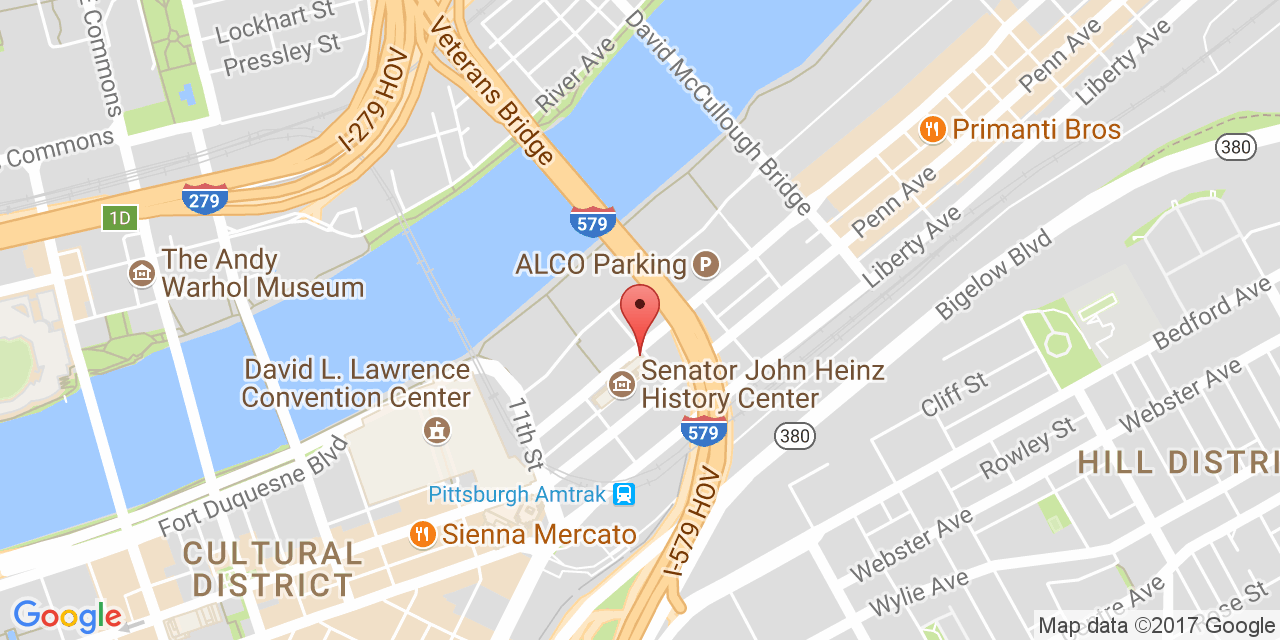 Commons
Lockhart St
Pressley St
I-279 HOV
Veterans Bridge
River Ave
David McCullough Bridge
Penn Ave
Liberty Ave
Primanti Bros
380
Commons
279
1D
579
Penn Ave
Liberty Ave
Bigelow Blvd
The Andy
Warhol Museum
ALCO Parking
P
Bedford Ave
David L. Lawrence
Convention Center
Senator John Heinz
History Center
11th St
579
380
Cliff St
Webster Ave
Rowley St
HILL DISTRI
Fort Duquesne Blvd
Pittsburgh Amtrak
Sienna Mercato
I-579 HOV
CULTURAL
DISTRICT
Webster Ave
Wylie Ave
Centre Ave
Rose St
Google
Map data ©2017 Google